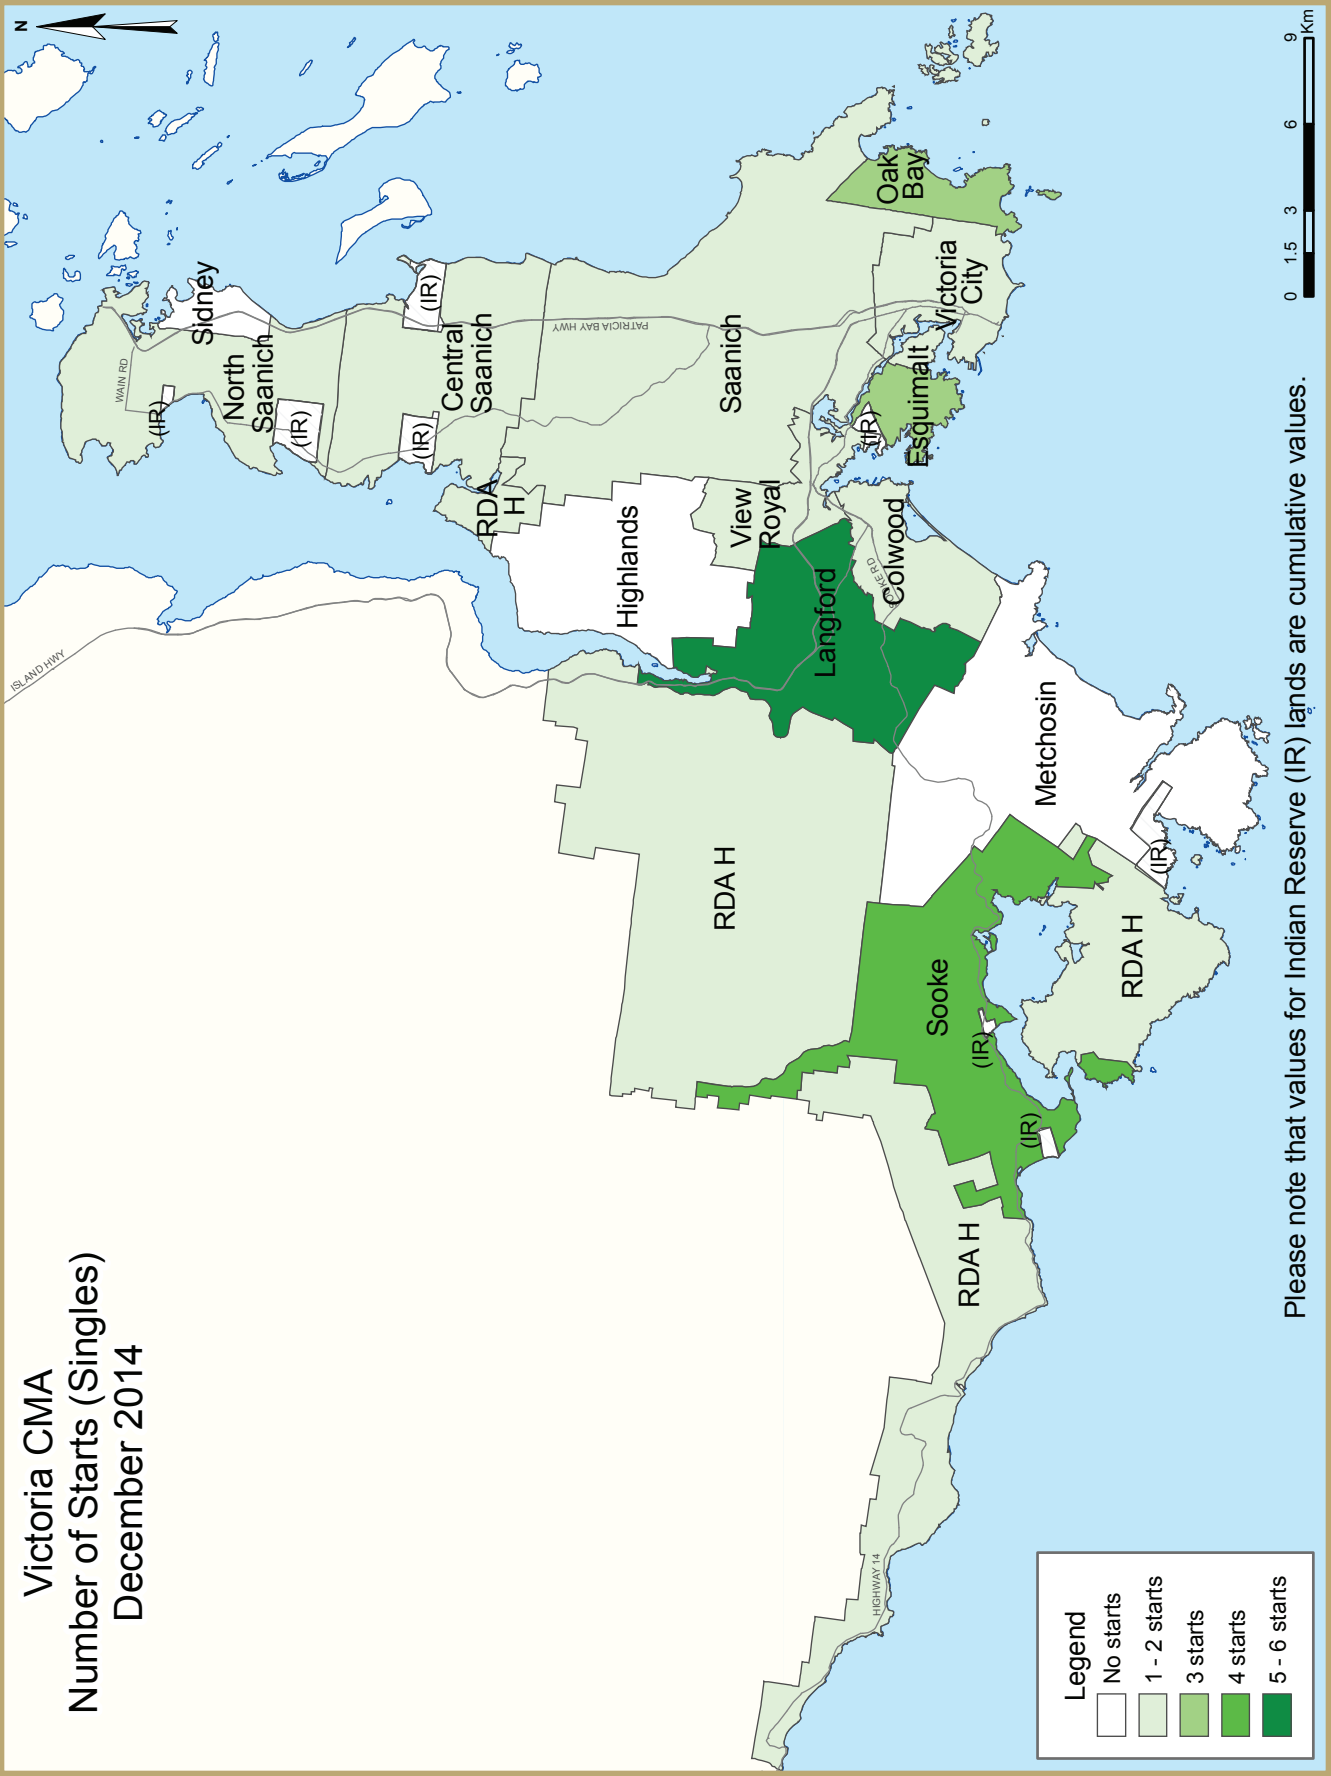 Victoria CMA
Number of Starts (Singles)
December 2014
N
ISLAND HWY
WAIN RD
Sidney
North
Saanich
(IR)
(IR)
(IR)
(IR)
Central
Saanich
PATRICIA BAY HWY
Saanich
RDA
H
Highlands
View
Royal
Oak
Bay
Victoria
City
Esquimalt
(IR)
Langford
Colwood
SOOKE RD
Metchosin
(IR)
RDA H
Sooke
(IR)
(IR)
RDA H
RDA H
HIGHWAY 14
Legend
No starts
1 - 2 starts
3 starts
4 starts
5 - 6 starts
0 1.5 3 6 9
Km
Please note that values for Indian Reserve (IR) lands are cumulative values.